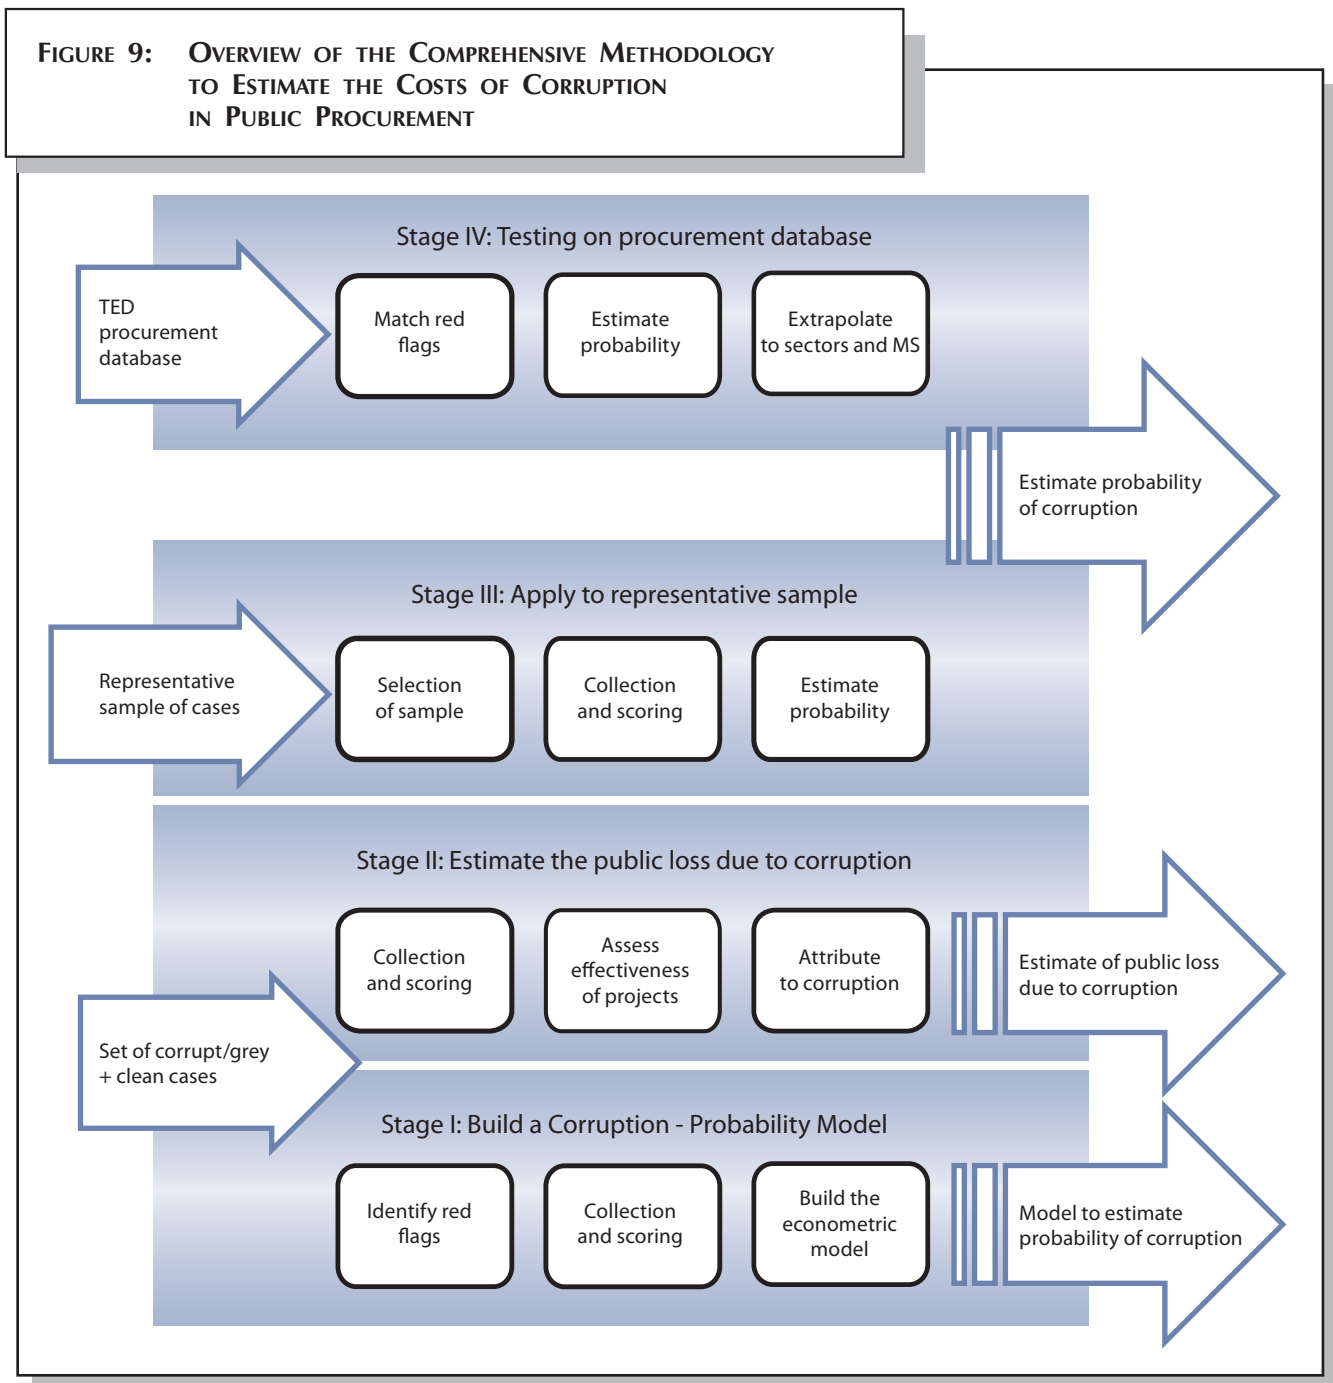 FIGURE 9: OVERVIEW OF THE COMPREHENSIVE METHODOLOGY
TO ESTIMATE THE COSTS OF CORRUPTION
IN PUBLIC PROCUREMENT
Stage IV: Testing on procurement database
TED
procurement
database
Match red
flags
Estimate
probability
Extrapolate
to sectors and MS
Estimate probability
of corruption
Stage III: Apply to representative sample
Representative
sample of cases
Selection
of sample
Collection
and scoring
Estimate
probability
Stage II: Estimate the public loss due to corruption
Collection
and scoring
Assess
effectiveness
of projects
Attribute
to corruption
Estimate of public loss
due to corruption
Set of corrupt/grey
+ clean cases
Stage I: Build a Corruption - Probability Model
Identify red
flags
Collection
and scoring
Build the
econometric
model
Model to estimate
probability of corruption